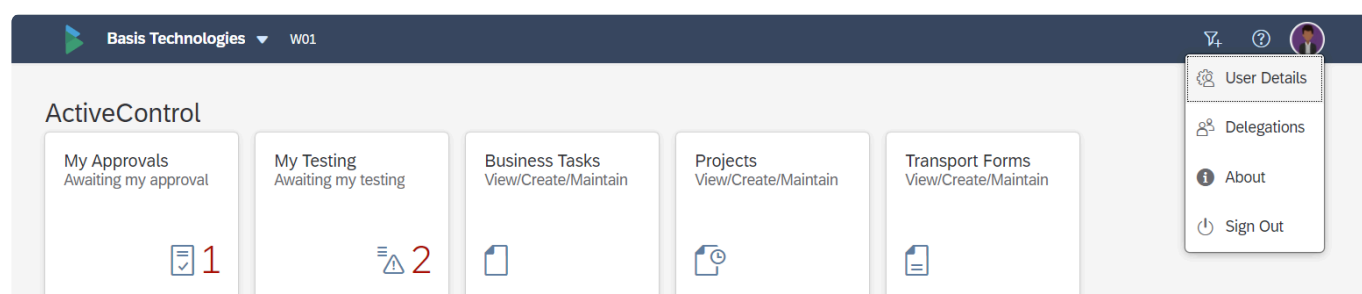 Basis Technologies W01
ActiveControl
My Approvals
Awaiting my approval
1
My Testing
Awaiting my testing
2
Business Tasks
View/Create/Maintain
Projects
View/Create/Maintain
Transport Forms
View/Create/Maintain
User Details
Delegations
About
Sign Out